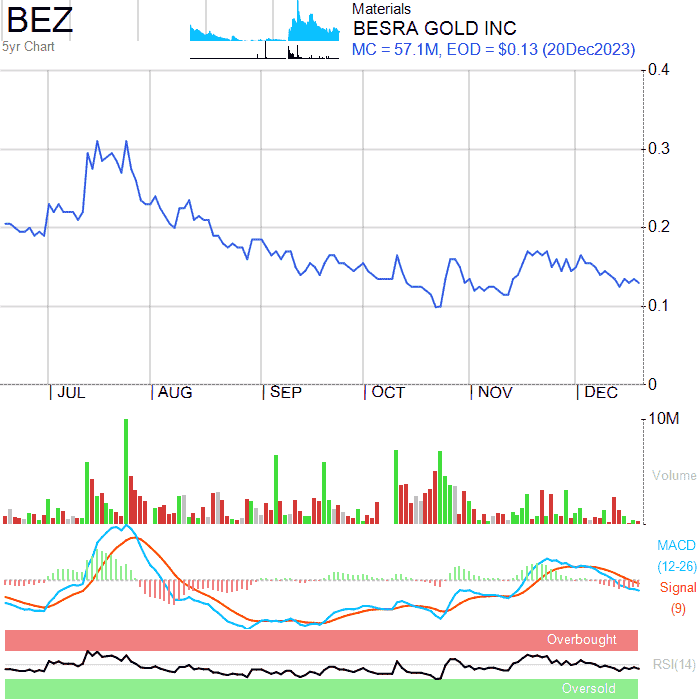 BEZ
5yr Chart
Materials
BESRA GOLD INC
MC = 57.1M, EOD = $0.13 (20Dec2023)
0.4
0.3
0.2
0.1
0
JUL AUG SEP OCT NOV DEC
10M
Volume
MACD
(12-26)
Signal
(9)
Overbought
RSI(14)
Oversold